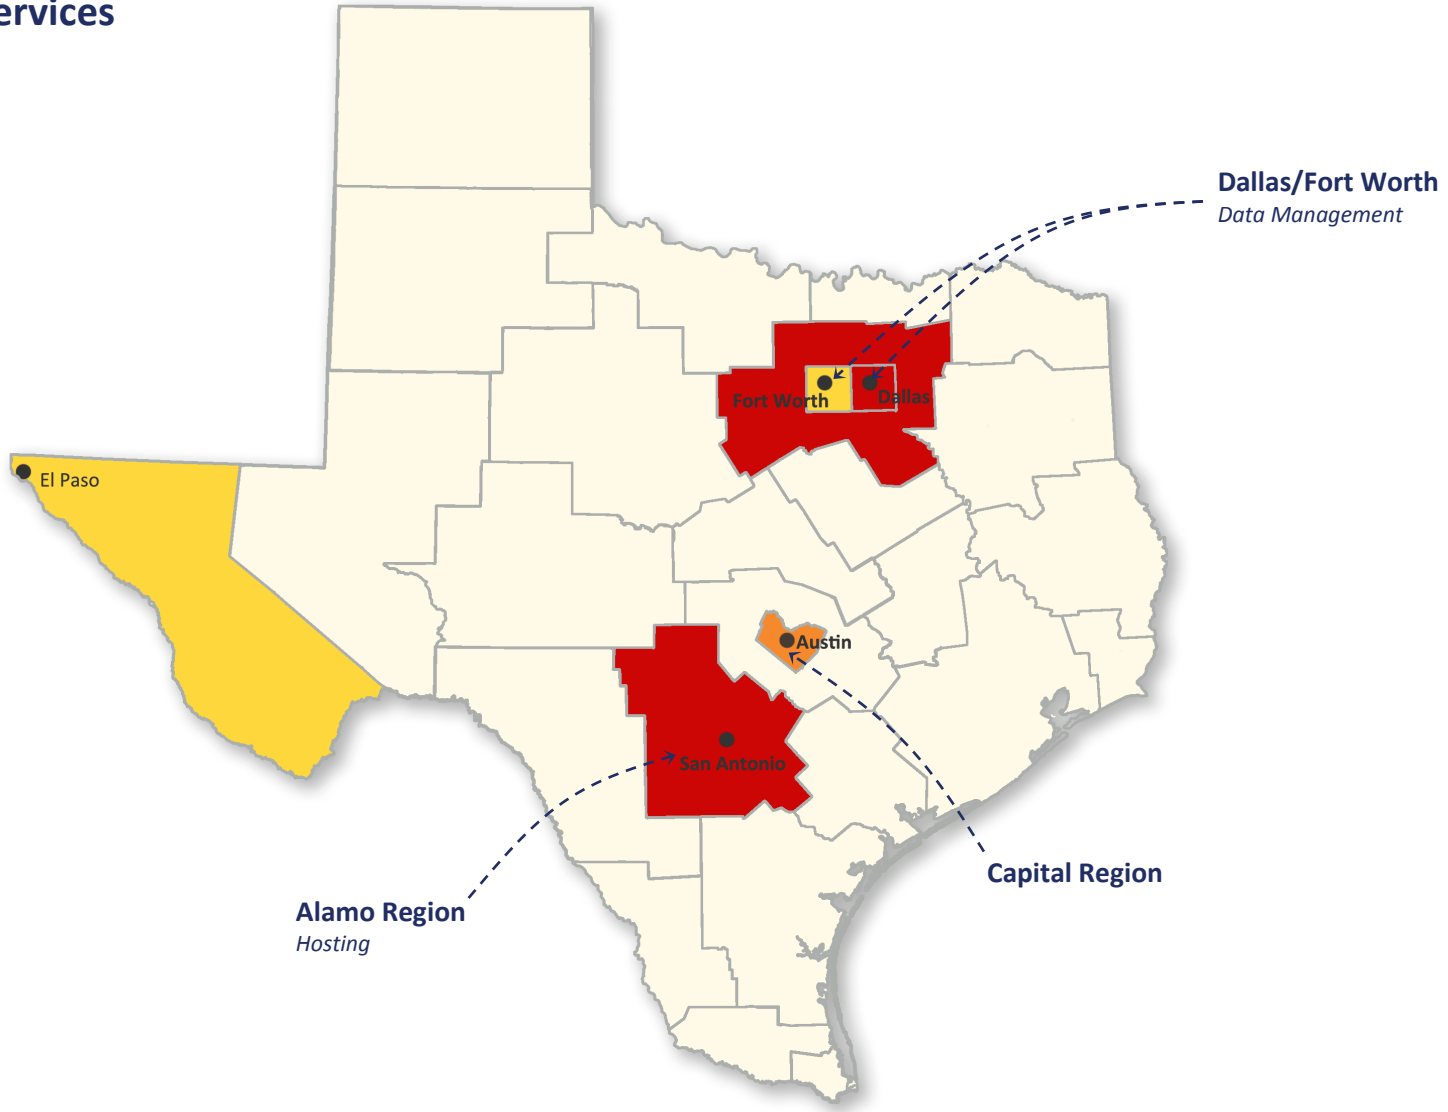 ervices
Dallas/Fort Worth
Data Management
Fort Worth
Dallas
El Paso
Austin
San Antonio
Capital Region
Alamo Region
Hosting